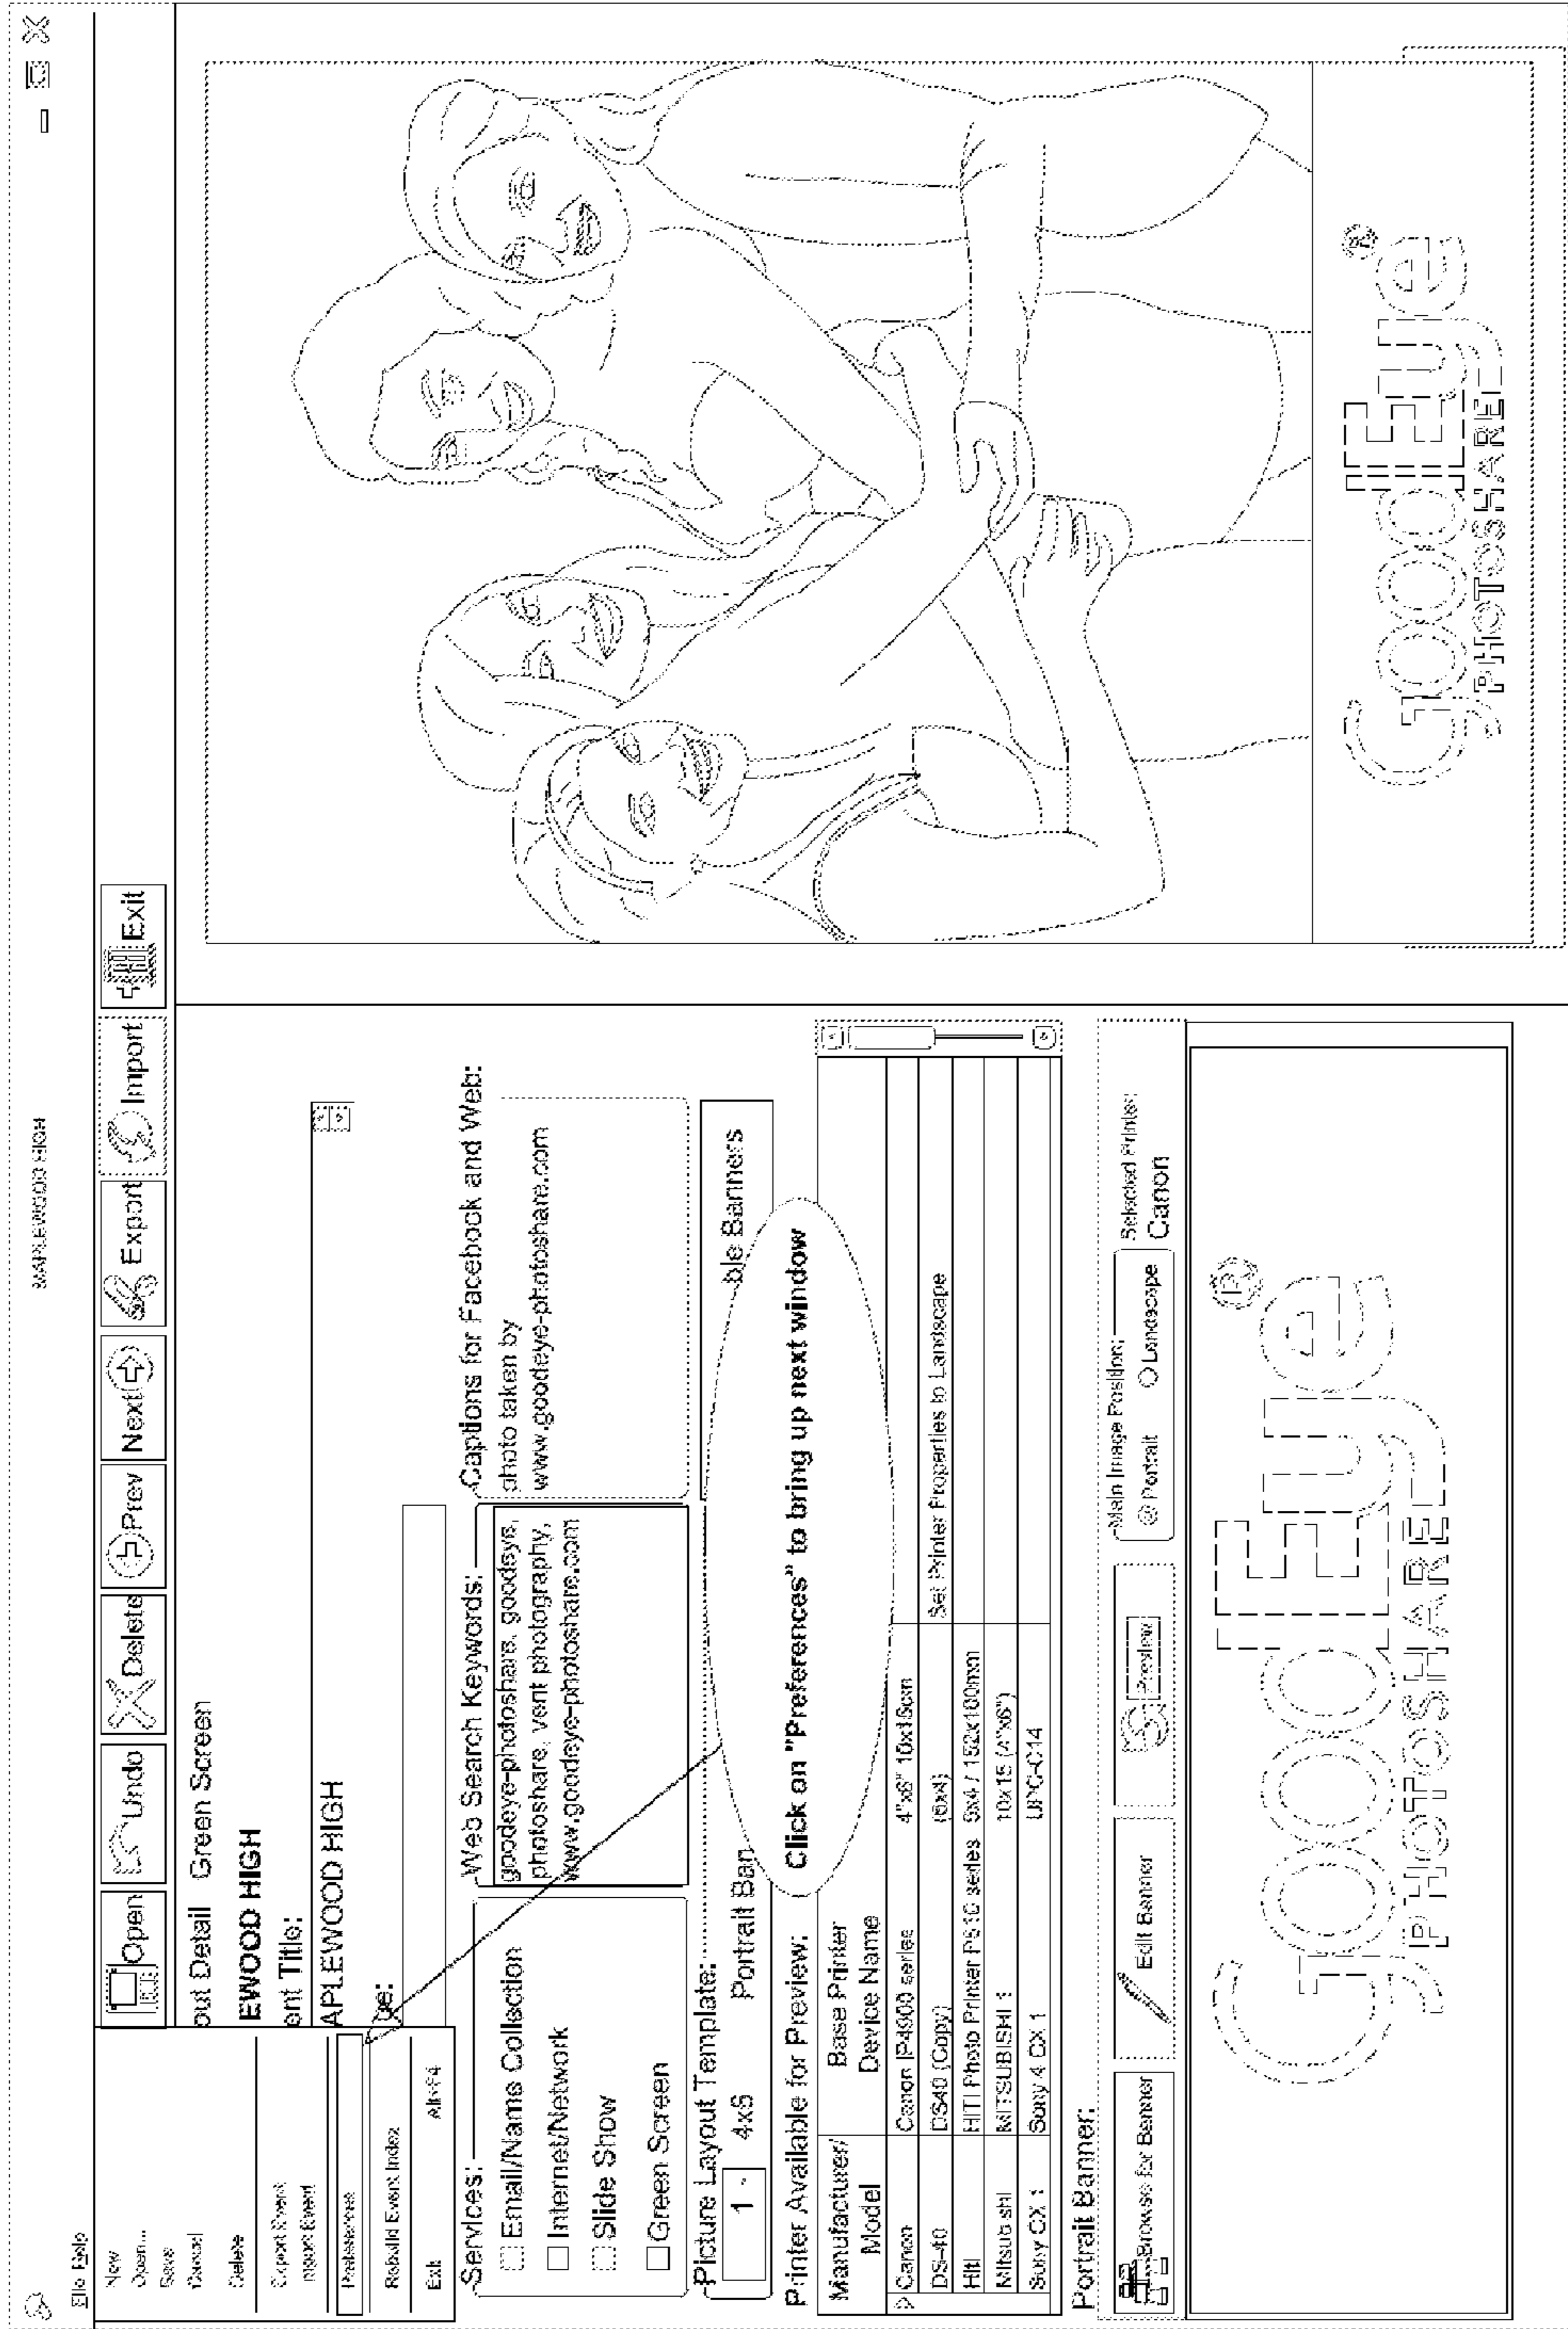 MAPLEWOOD HIGH
File Help
New
Open...
Save
Cancel
Delete
Export Event
Import Event
Preferences
Rebuild Event Index
Exit Alt+F4
Open
Undo
Delete
Prev
Next
Export
Import
Exit
out Detail Green Screen
EWOOD HIGH
ent Title:
APLEWOOD HIGH
ge:
Services:
Email/Name Collection
Internet/Network
Slide Show
Green Screen
Web Search Keywords:
goodeye-photoshare, goodeye,
photoshare, vent photography,
www.goodeye-photoshare.com
Captions for Facebook and Web:
photo taken by
www.goodeye-photoshare.com
Picture Layout Template:
1 - 4x6 Portrait Ban
ble Banners
Click on "Preferences" to bring up next window
Printer Available for Preview:
Manufacturer/ Base Printer
Model Device Name
Canon Canon IP4900 series 4"x6" 10x15cm
DS-40 DS40 (Copy) (6x4) Set Printer Properties to Landscape
Hiti HITI Photo Printer P510 series 6x4 / 152x100mm
Mitsubishi MITSUBISHI 1 10x15 (4"x6")
Sony CX 1 Sony 4 CX 1 UPC-C14
Portrait Banner:
Browse for Banner
Edit Banner
Preview
Main Image Position:
Portrait Landscape
Selected Printer:
Canon
GoodEye®
PHOTOSHARE
GoodEye®
PHOTOSHARE